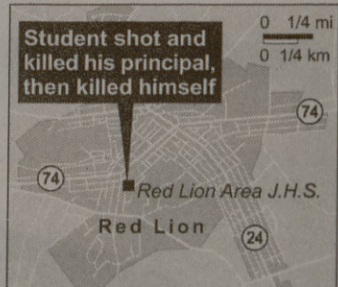 Student shot and
killed his principal,
then killed himself
0 1/4 mi
0 1/4 km
74
74
Red Lion Area J.H.S.
Red Lion
24